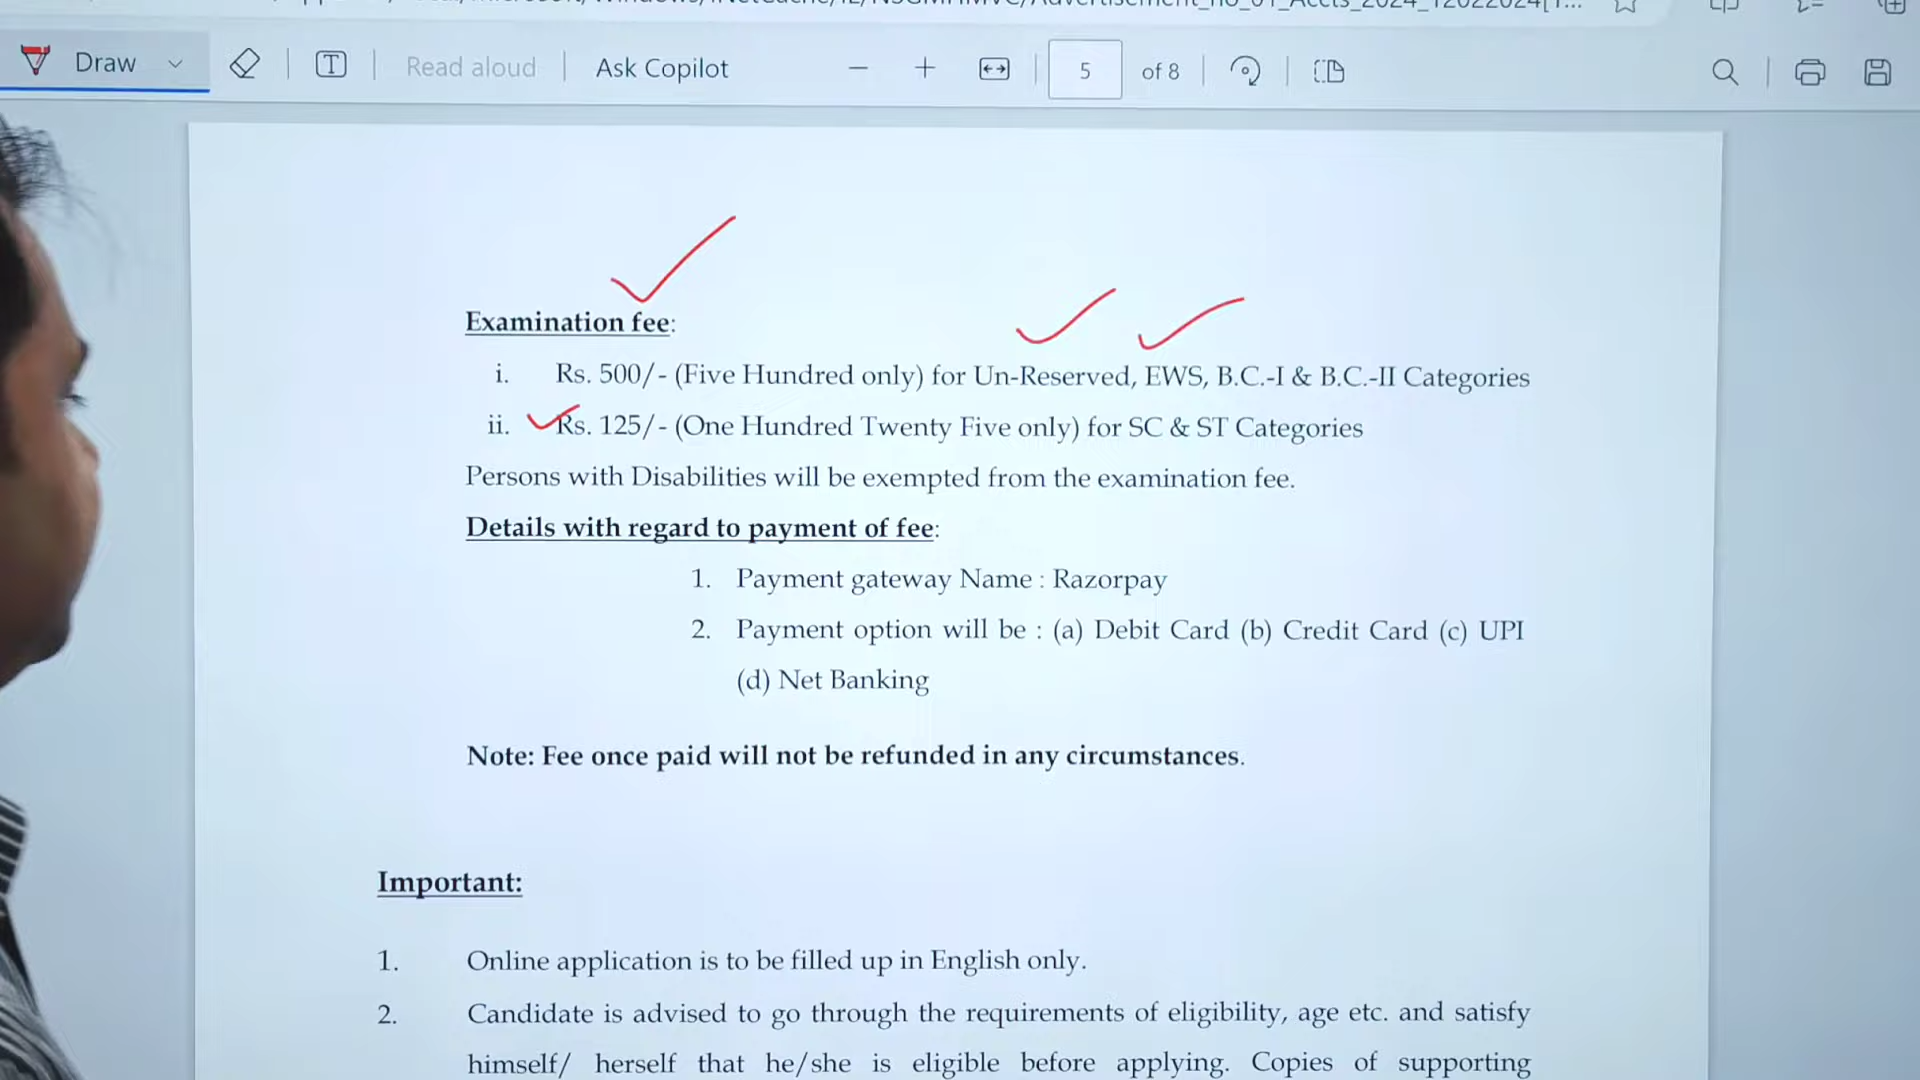 Draw
Read aloud
Ask Copilot
5
of 8
Examination fee:
i. Rs. 500/- (Five Hundred only) for Un-Reserved, EWS, B.C.-I & B.C.-II Categories
ii. Rs. 125/- (One Hundred Twenty Five only) for SC & ST Categories
Persons with Disabilities will be exempted from the examination fee.
Details with regard to payment of fee:
1. Payment gateway Name : Razorpay
2. Payment option will be : (a) Debit Card (b) Credit Card (c) UPI
(d) Net Banking
Note: Fee once paid will not be refunded in any circumstances.
Important:
1. Online application is to be filled up in English only.
2. Candidate is advised to go through the requirements of eligibility, age etc. and satisfy
himself/ herself that he/she is eligible before applying. Copies of supporting